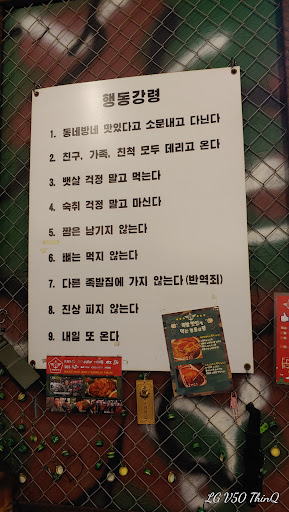 행동강령
1. 동네방네 맛있다고 소문내고 다닌다
2. 친구, 가족, 친척 모두 데리고 온다
3. 뱃살 걱정 말고 먹는다
4. 숙취 걱정 말고 마신다
5. 짬은 남기지 않는다
6. 빼는 먹지 않는다
7. 다른 족발집에 가지 않는다(반역죄)
8. 진상 피지 않는다
9. 내일 또 온다
LG V50 ThinQ